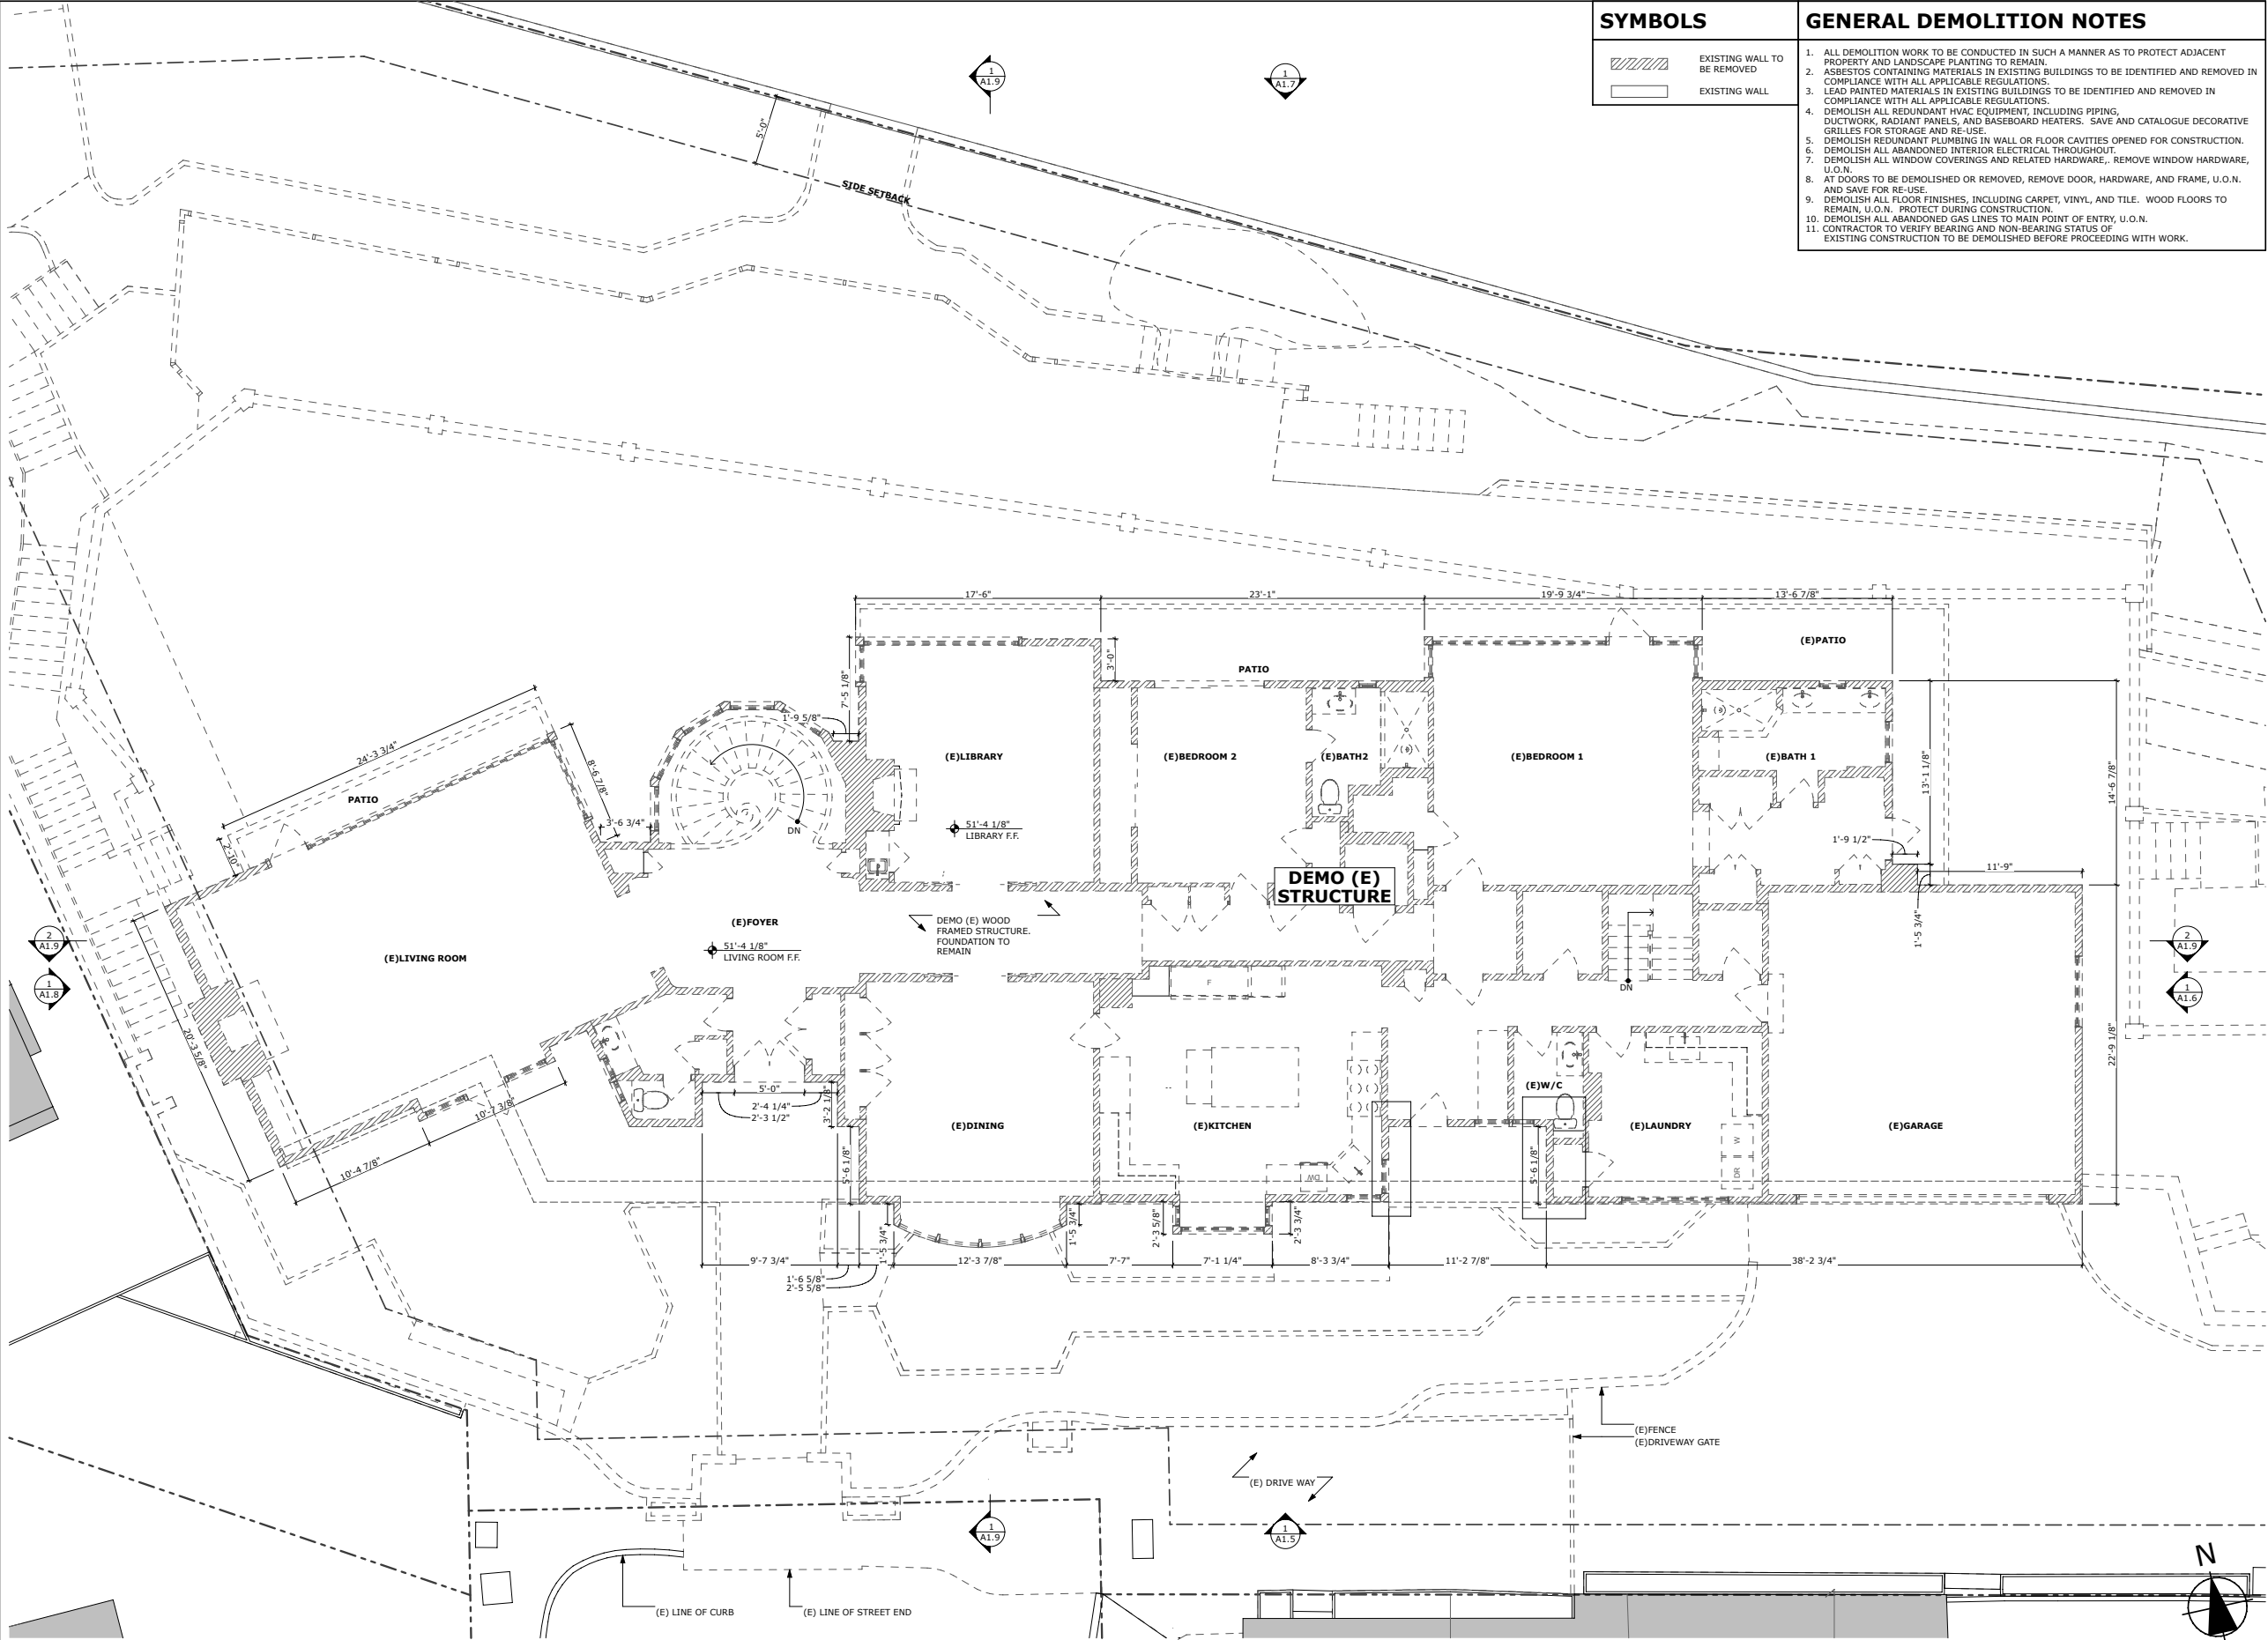 SYMBOLS
EXISTING WALL TO
BE REMOVED
EXISTING WALL
GENERAL DEMOLITION NOTES
1. ALL DEMOLITION WORK TO BE CONDUCTED IN SUCH A MANNER AS TO PROTECT ADJACENT
PROPERTY AND LANDSCAPE PLANTING TO REMAIN.
2. ASBESTOS CONTAINING MATERIALS IN EXISTING BUILDINGS TO BE IDENTIFIED AND REMOVED IN
COMPLIANCE WITH ALL APPLICABLE REGULATIONS.
3. LEAD PAINTED MATERIALS IN EXISTING BUILDINGS TO BE IDENTIFIED AND REMOVED IN
COMPLIANCE WITH ALL APPLICABLE REGULATIONS.
4. DEMOLISH ALL REDUNDANT HVAC EQUIPMENT, INCLUDING PIPING,
DUCTWORK, RADIANT PANELS, AND BASEBOARD HEATERS. SAVE AND CATALOGUE DECORATIVE
GRILLES FOR STORAGE AND RE-USE.
5. DEMOLISH REDUNDANT PLUMBING IN WALL OR FLOOR CAVITIES OPENED FOR CONSTRUCTION.
6. DEMOLISH ALL ABANDONED INTERIOR ELECTRICAL THROUGHOUT.
7. DEMOLISH ALL WINDOW COVERINGS AND RELATED HARDWARE,. REMOVE WINDOW HARDWARE,
U.O.N.
8. AT DOORS TO BE DEMOLISHED OR REMOVED, REMOVE DOOR, HARDWARE, AND FRAME, U.O.N.
AND SAVE FOR RE-USE.
9. DEMOLISH ALL FLOOR FINISHES, INCLUDING CARPET, VINYL, AND TILE. WOOD FLOORS TO
REMAIN, U.O.N. PROTECT DURING CONSTRUCTION.
10. DEMOLISH ALL ABANDONED GAS LINES TO MAIN POINT OF ENTRY, U.O.N.
11. CONTRACTOR TO VERIFY BEARING AND NON-BEARING STATUS OF
EXISTING CONSTRUCTION TO BE DEMOLISHED BEFORE PROCEEDING WITH WORK.
1
A1.9
1
A1.7
5'-0"
SIDE SETBACK
17'-6"
23'-1"
19'-9 3/4"
13'-6 7/8"
(E)PATIO
PATIO
3'-0"
7'-5 1/8"
1'-9 5/8"
24'-3 3/4"
8'-6 7/8"
PATIO
3'-6 3/4"
2'-10"
DN
(E)LIBRARY
(E)BEDROOM 2
(E)BATH2
(E)BEDROOM 1
(E)BATH 1
13'-1 1/8"
14'-6 7/8"
51'-4 1/8"
LIBRARY F.F.
1'-9 1/2"
11'-9"
DEMO (E)
STRUCTURE
1'-5 3/4"
(E)FOYER
51'-4 1/8"
LIVING ROOM F.F.
DEMO (E) WOOD
FRAMED STRUCTURE.
FOUNDATION TO
REMAIN
2
A1.9
1
A1.8
(E)LIVING ROOM
F
DN
2
A1.9
1
A1.6
20'-3 5/8"
22'-9 1/8"
10'-7 3/8"
10'-4 7/8"
5'-0"
2'-4 1/4"
2'-3 1/2"
3'-2 1/8"
5'-6 1/8"
(E)DINING
(E)KITCHEN
DW
(E)W/C
5'-6 1/8"
(E)LAUNDRY
W
DR
(E)GARAGE
1'-5 3/4"
1'-5 3/4"
2'-3 5/8"
2'-3 3/4"
9'-7 3/4"
1'-6 5/8"
2'-5 5/8"
12'-3 7/8"
7'-7"
7'-1 1/4"
8'-3 3/4"
11'-2 7/8"
38'-2 3/4"
(E)FENCE
(E)DRIVEWAY GATE
(E) DRIVE WAY
1
A1.9
1
A1.5
(E) LINE OF CURB
(E) LINE OF STREET END
N